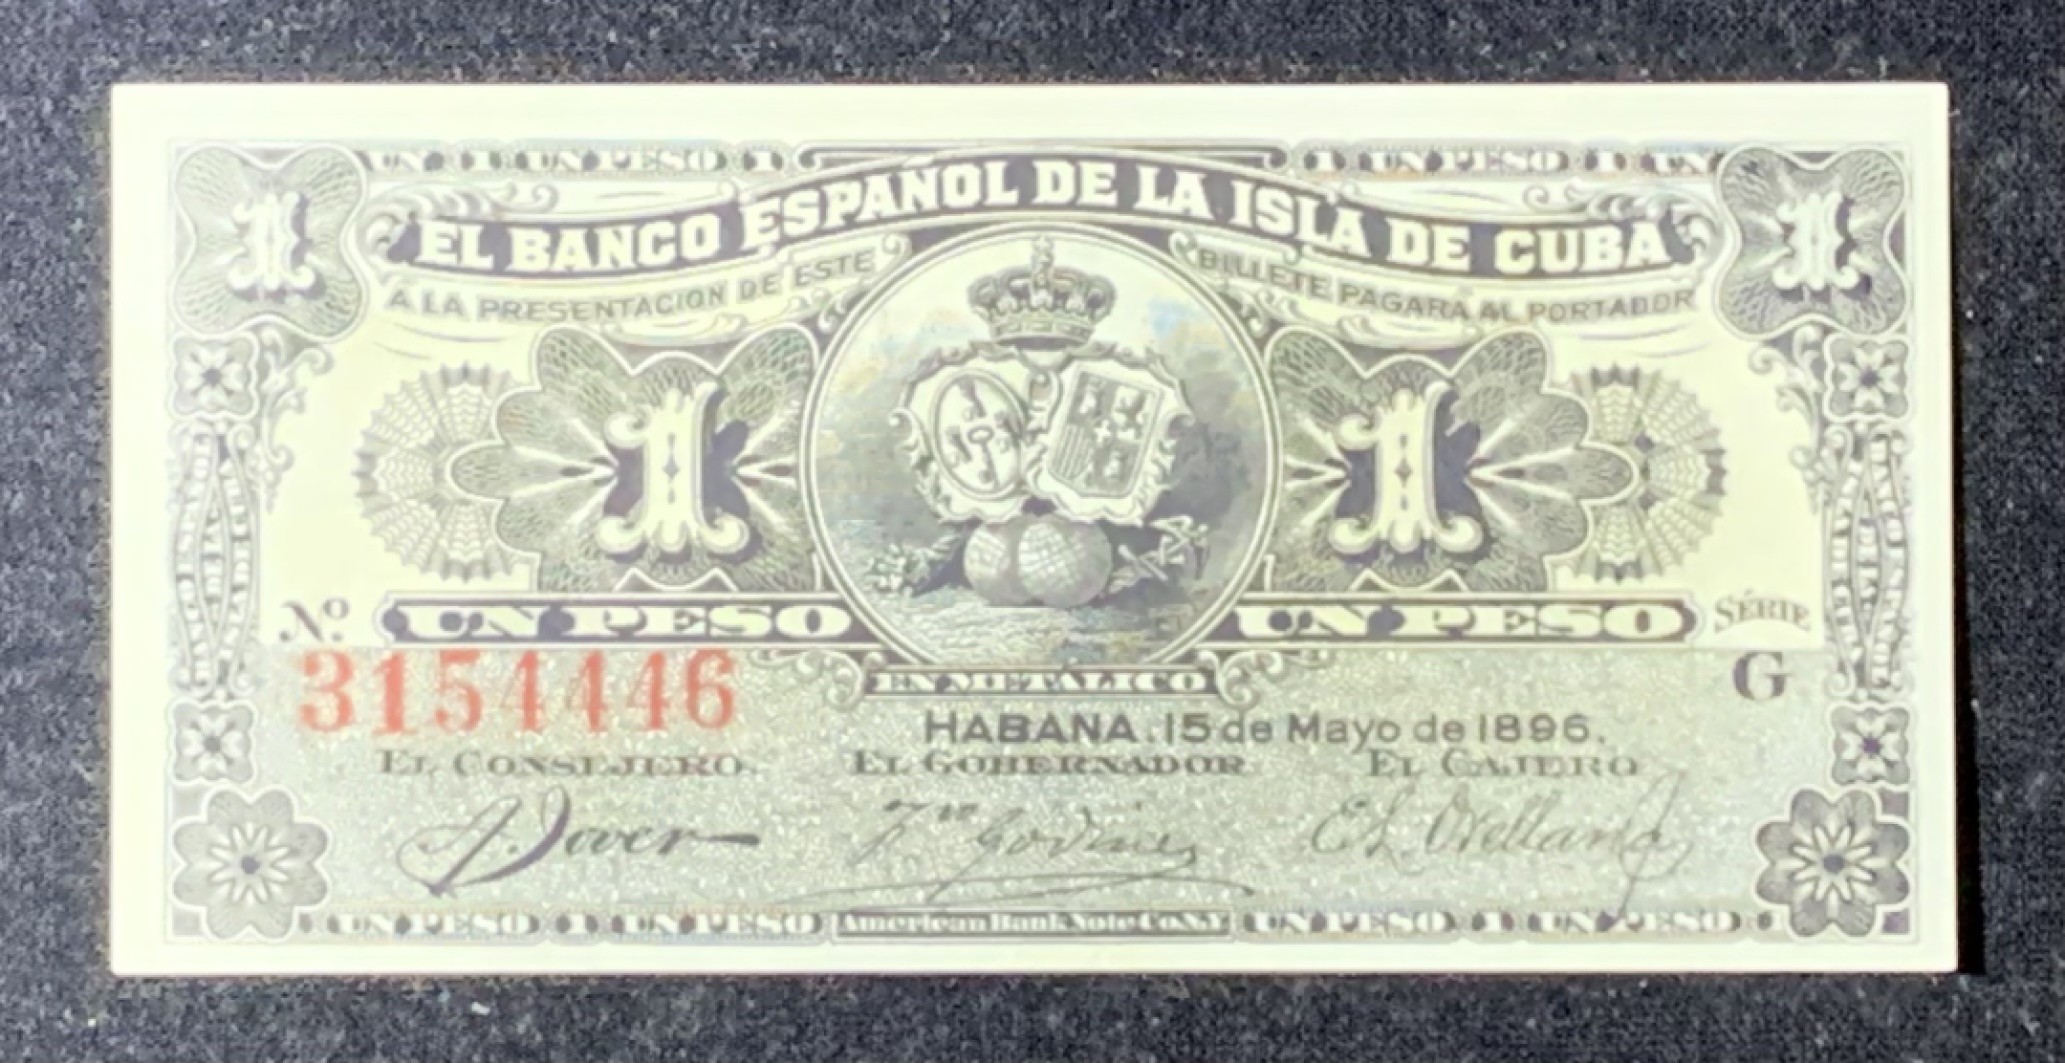 UN 1 UN PESO 1
1 UN PESO 1 UN
1
EL BANCO ESPAÑOL DE LA ISLA DE CUBA
1
Á LA PRESENTACION DE ESTE BILLETE PAGARÁ AL PORTADOR
1
1
Nº.
UN PESO
UN PESO
SÉRIE
3154446
EN METALICO
G
HABANA. 15 de Mayo de 1896.
EL CONSEJERO.
EL GOBERNADOR
EL CAJERO
UN PESO 1 UN PESO
American Bank Note Co. N.Y.
UN PESO 1 UN PESO 1